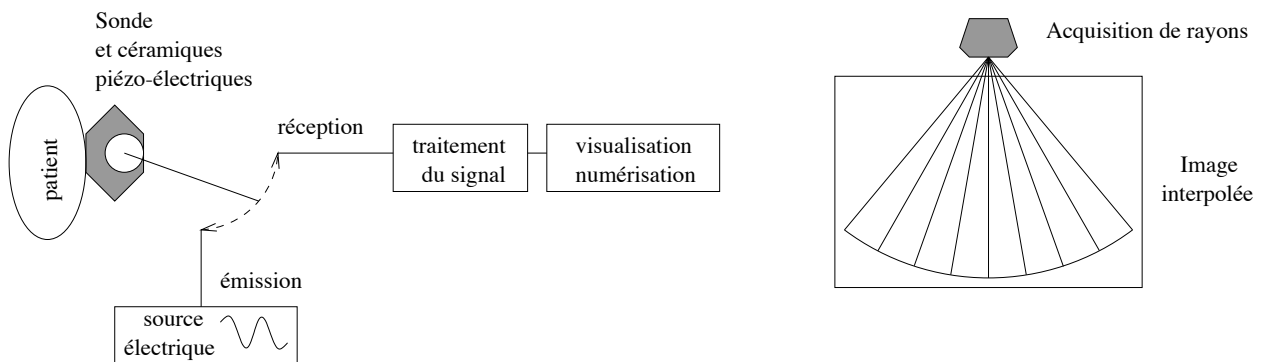 Sonde
et céramiques
piézo-électriques
patient
réception
traitement
du signal
visualisation
numérisation
émission
source
électrique
Acquisition de rayons
Image
interpolée